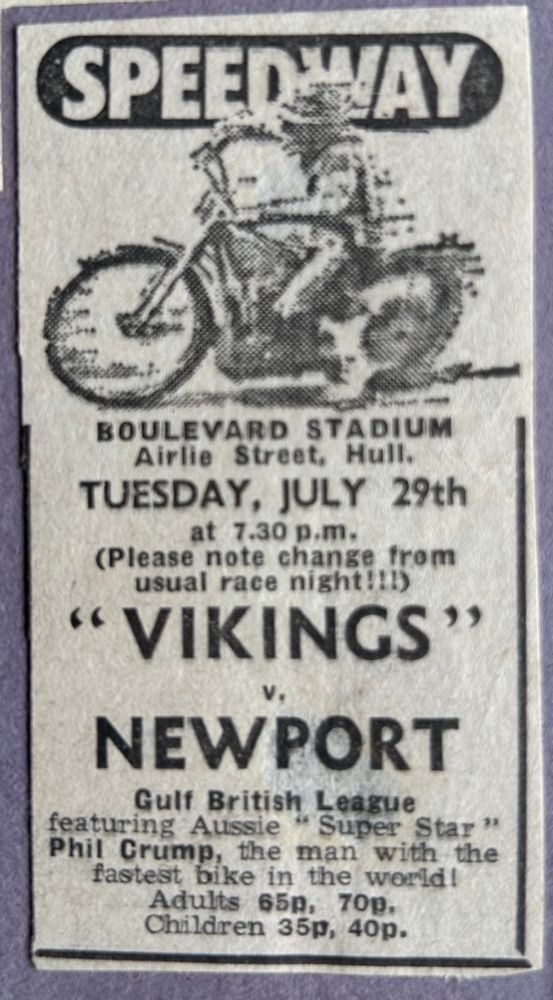 SPEEDWAY
BOULEVARD STADIUM
Airlie Street, Hull.
TUESDAY, JULY 29th
at 7.30 p.m.
(Please note change from
usual race night!!!)
"VIKINGS"
v.
NEWPORT
Gulf British League
featuring Aussie "Super Star"
Phil Crump, the man with the
fastest bike in the world!
Adults 65p, 70p.
Children 35p, 40p.